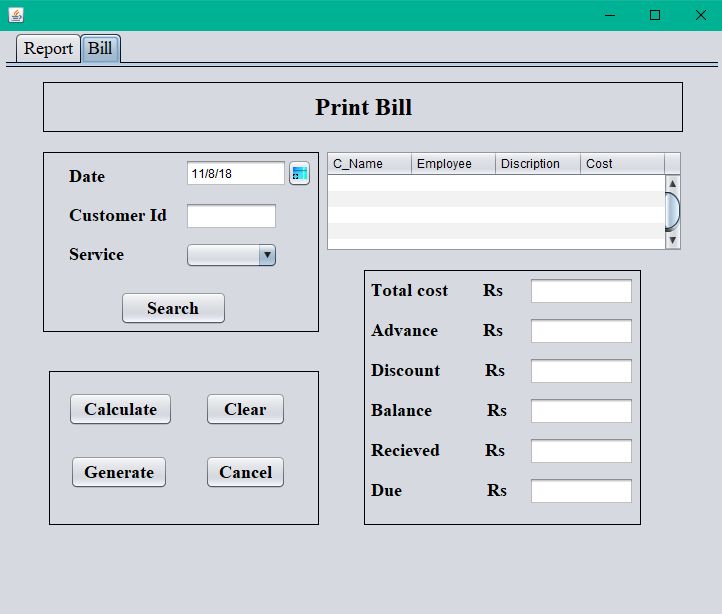 Report Bill
Print Bill
Date 11/8/18
Customer Id
Service
Search
C_Name Employee Discription Cost
Total cost Rs
Advance Rs
Discount Rs
Balance Rs
Recieved Rs
Due Rs
Calculate Clear
Generate Cancel